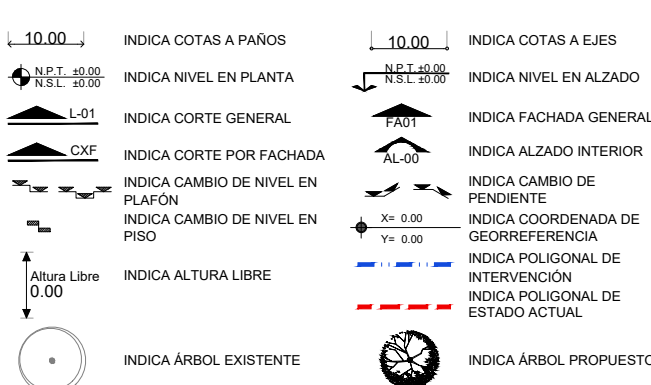 10.00
INDICA COTAS A PAÑOS
N.P.T. ±0.00
N.S.L. ±0.00
INDICA NIVEL EN PLANTA
L-01
INDICA CORTE GENERAL
CXF
INDICA CORTE POR FACHADA
INDICA CAMBIO DE NIVEL EN
PLAFÓN
INDICA CAMBIO DE NIVEL EN
PISO
Altura Libre
0.00
INDICA ALTURA LIBRE
INDICA ÁRBOL EXISTENTE
10.00
INDICA COTAS A EJES
N.P.T. ±0.00
N.S.L. ±0.00
INDICA NIVEL EN ALZADO
FA01
INDICA FACHADA GENERAL
AL-00
INDICA ALZADO INTERIOR
INDICA CAMBIO DE
PENDIENTE
X= 0.00
Y= 0.00
INDICA COORDENADA DE
GEORREFERENCIA
INDICA POLIGONAL DE
INTERVENCIÓN
INDICA POLIGONAL DE
ESTADO ACTUAL
INDICA ÁRBOL PROPUESTO